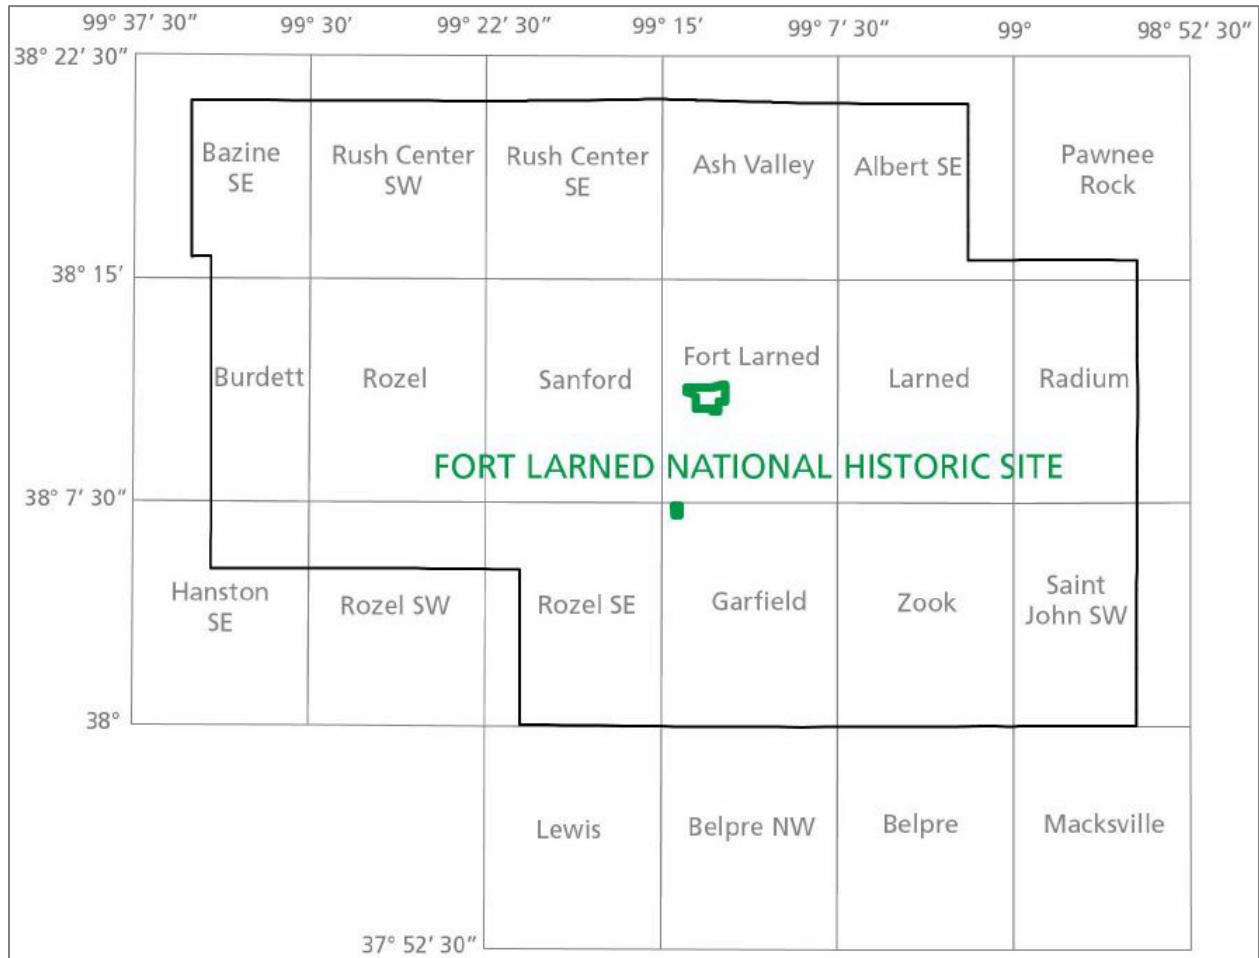 99° 37′ 30″
99° 30′
99° 22′ 30″
99° 15′
99° 7′ 30″
99°
98° 52′ 30″
38° 22′ 30″
Bazine
SE
Rush Center
SW
Rush Center
SE
Ash Valley
Albert SE
Pawnee
Rock
38° 15′
Burdett
Rozel
Sanford
Fort Larned
Larned
Radium
FORT LARNED NATIONAL HISTORIC SITE
38° 7′ 30″
Hanston
SE
Rozel SW
Rozel SE
Garfield
Zook
Saint
John SW
38°
Lewis
Belpre NW
Belpre
Macksville
37° 52′ 30″